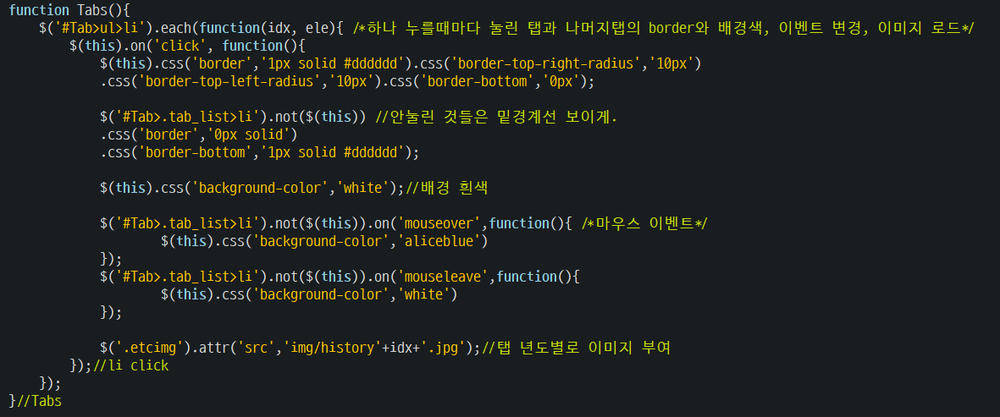 function Tabs(){
$('#Tab>ul>li').each(function(idx, ele){ /*하나 누를때마다 눌린 탭과 나머지탭의 border와 배경색, 이벤트 변경, 이미지 로드*/
$(this).on('click', function(){
$(this).css('border','1px solid #dddddd').css('border-top-right-radius','10px')
.css('border-top-left-radius','10px').css('border-bottom','0px');
$('#Tab>.tab_list>li').not($(this)) //안눌린 것들은 밑경계선 보이게.
.css('border','0px solid')
.css('border-bottom','1px solid #dddddd');
$(this).css('background-color','white');//배경 흰색
$('#Tab>.tab_list>li').not($(this)).on('mouseover',function(){ /*마우스 이벤트*/
$(this).css('background-color','aliceblue')
});
$('#Tab>.tab_list>li').not($(this)).on('mouseleave',function(){
$(this).css('background-color','white')
});
$('.etcimg').attr('src','img/history'+idx+'.jpg');//탭 년도별로 이미지 부여
});//li click
});
}//Tabs